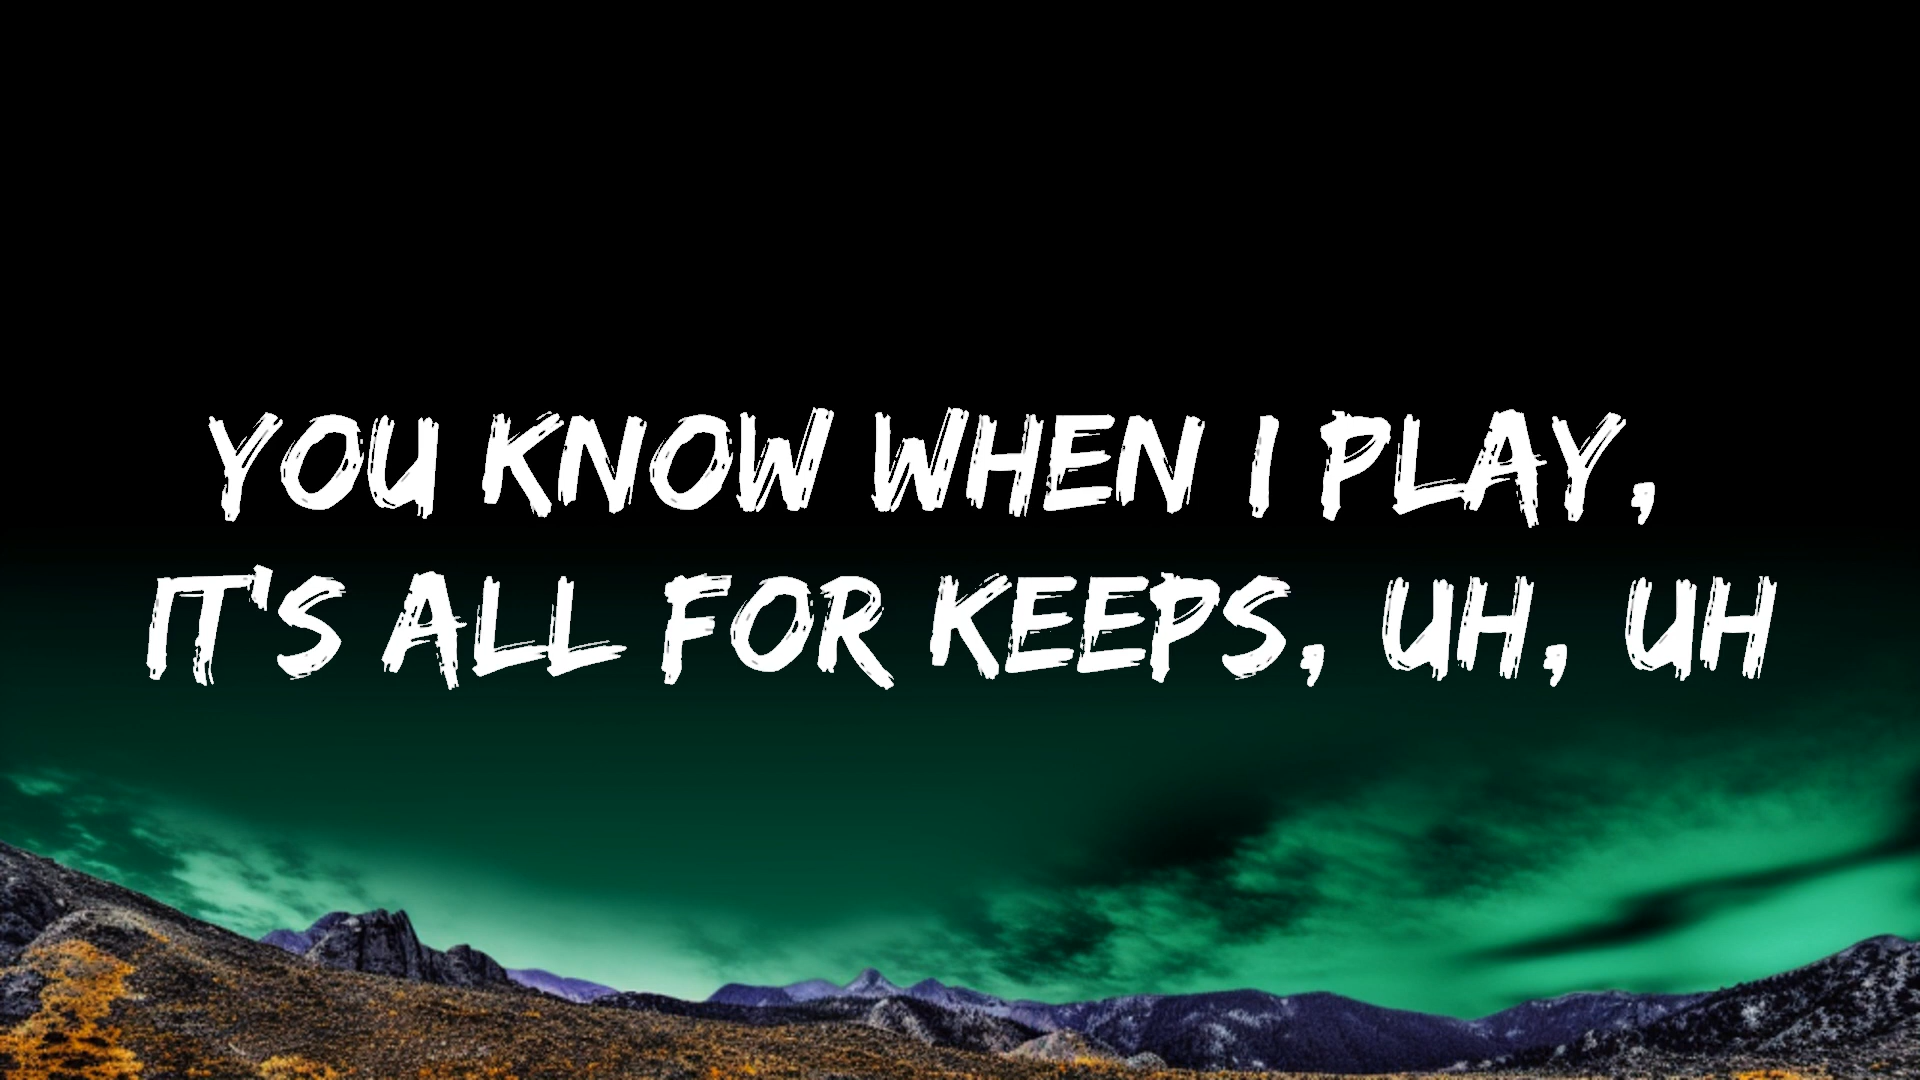 YOU KNOW WHEN I PLAY,
IT'S ALL FOR KEEPS, UH, UH